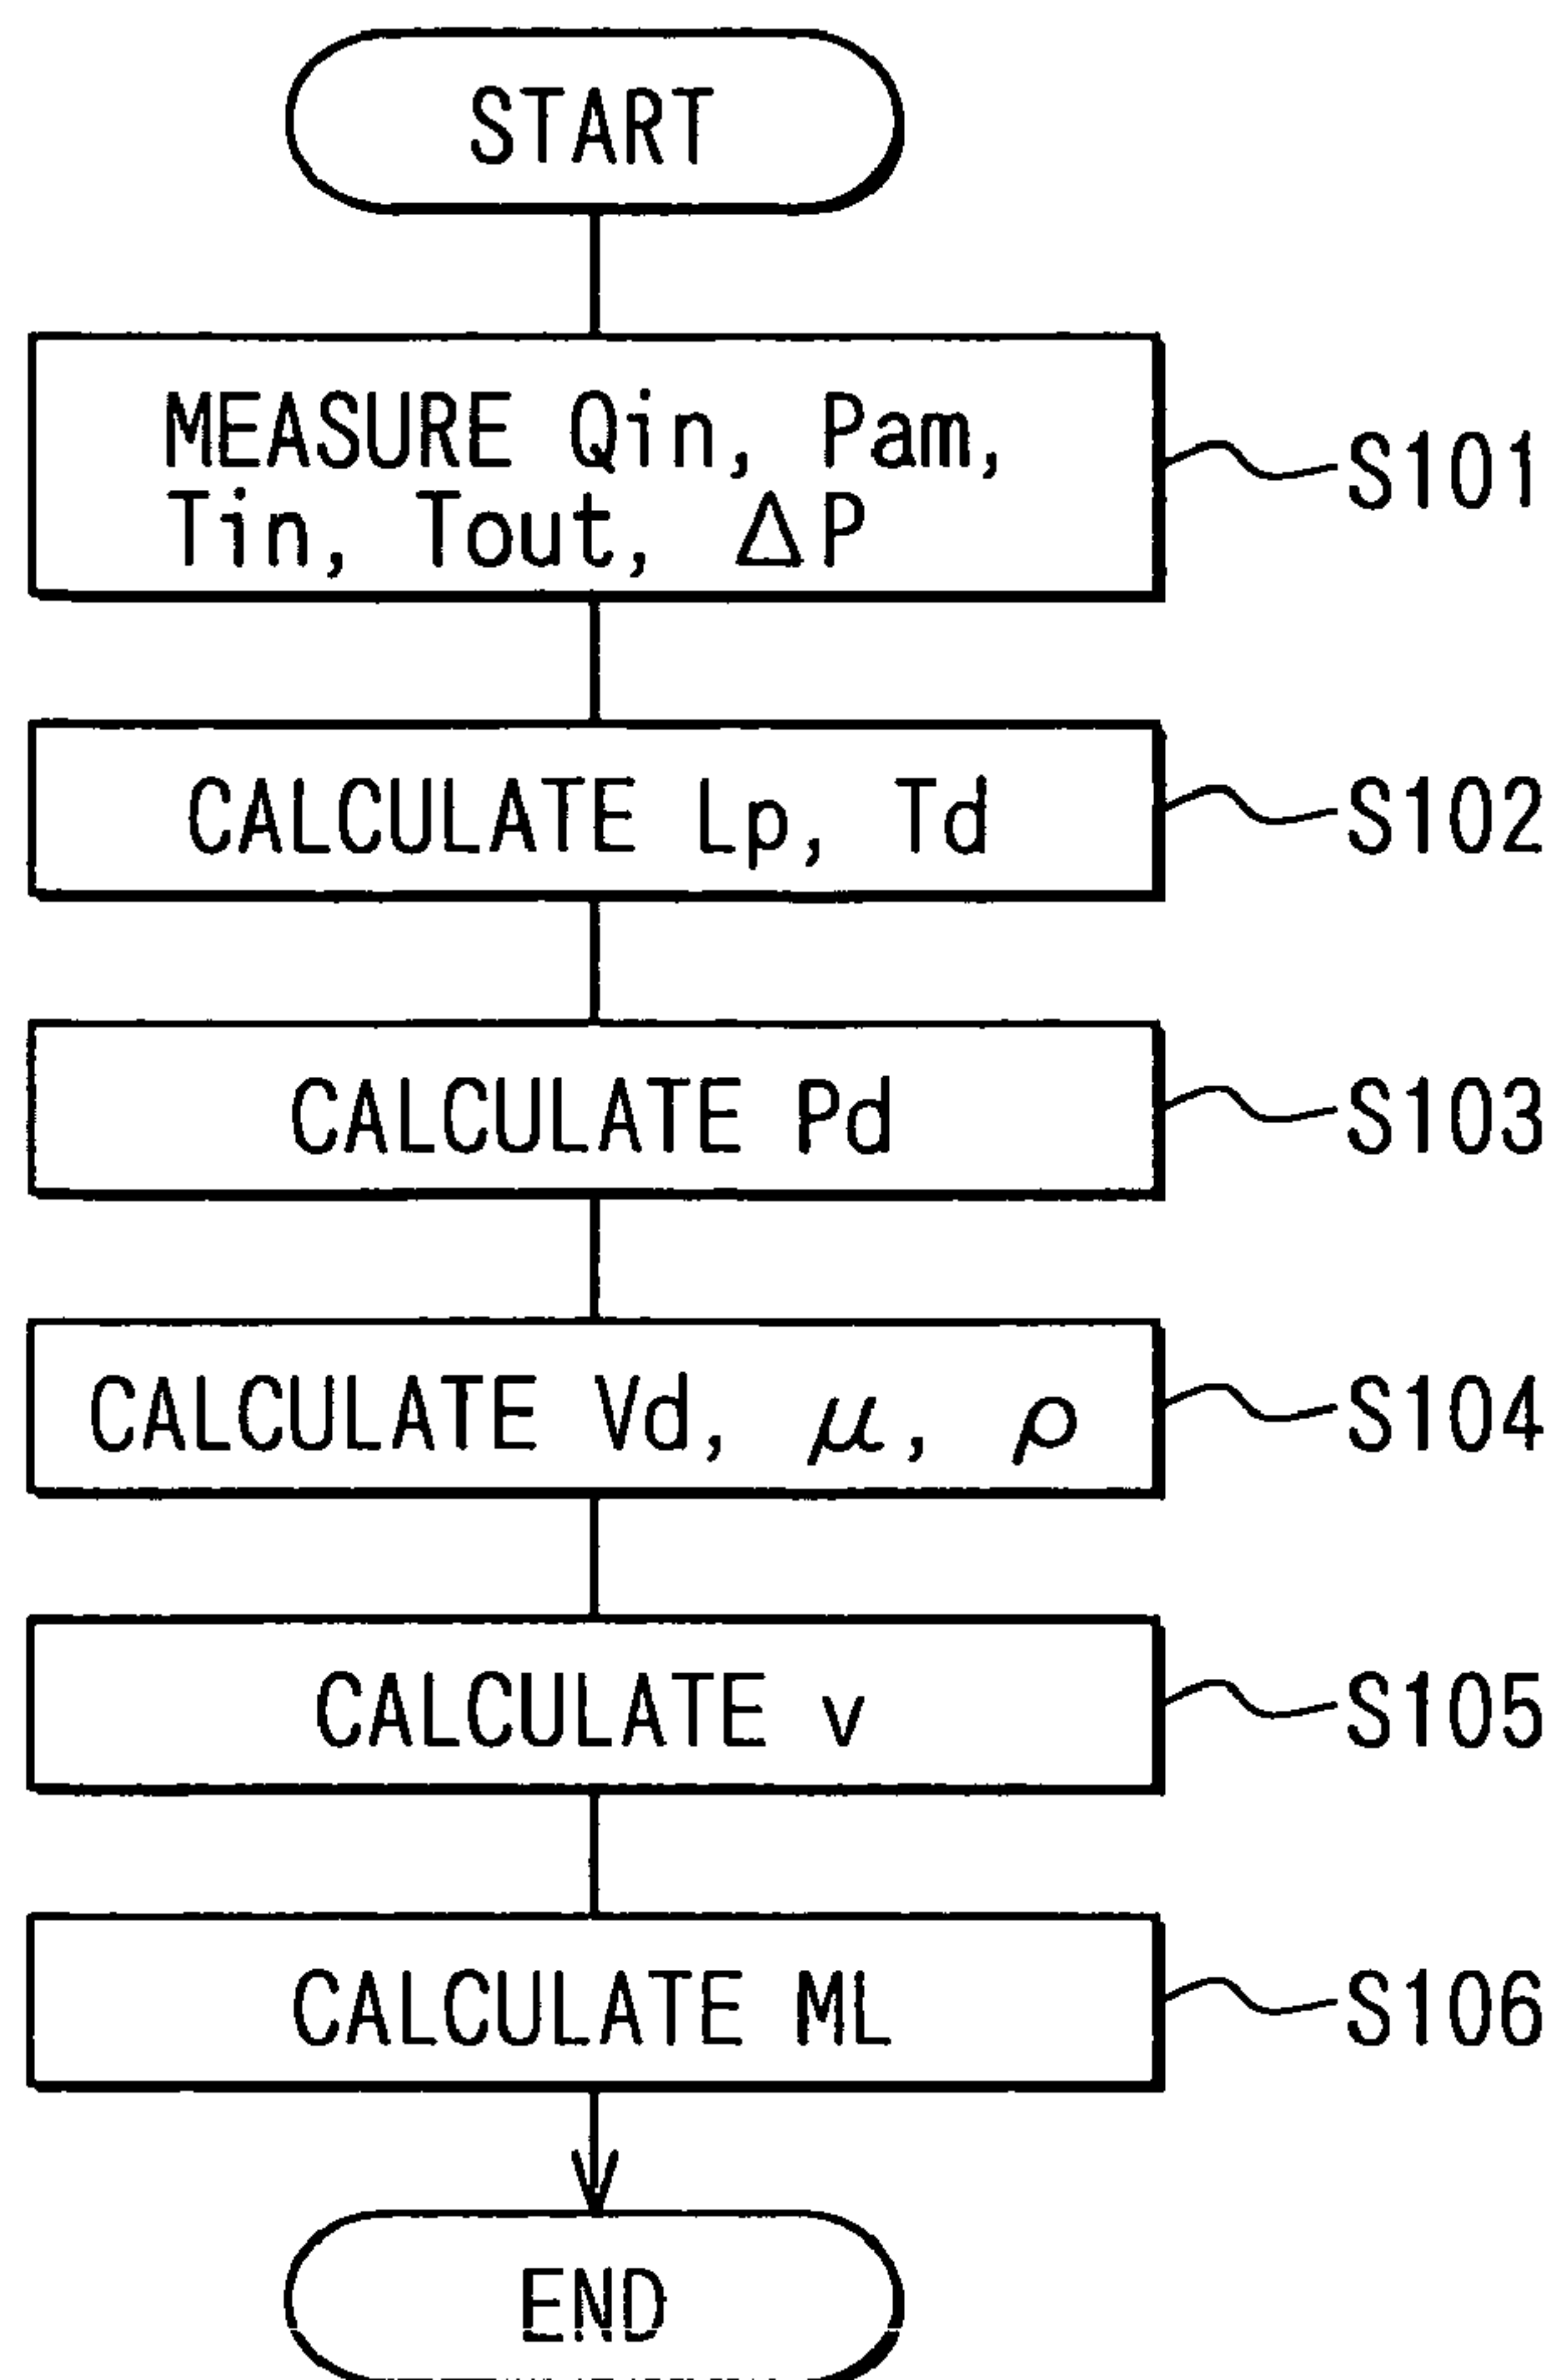 START
MEASURE Qin, Pam,
Tin, Tout, ΔP
S101
CALCULATE Lp, Td
S102
CALCULATE Pd
S103
CALCULATE Vd, μ, ρ
S104
CALCULATE v
S105
CALCULATE ML
S106
END